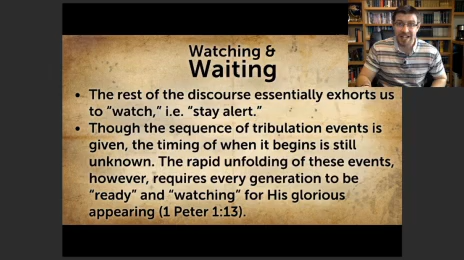 Watching &
Waiting
• The rest of the discourse essentially exhorts us
to “watch,” i.e. “stay alert.”
• Though the sequence of tribulation events is
given, the timing of when it begins is still
unknown. The rapid unfolding of these events,
however, requires every generation to be
“ready” and “watching” for His glorious
appearing (1 Peter 1:13).